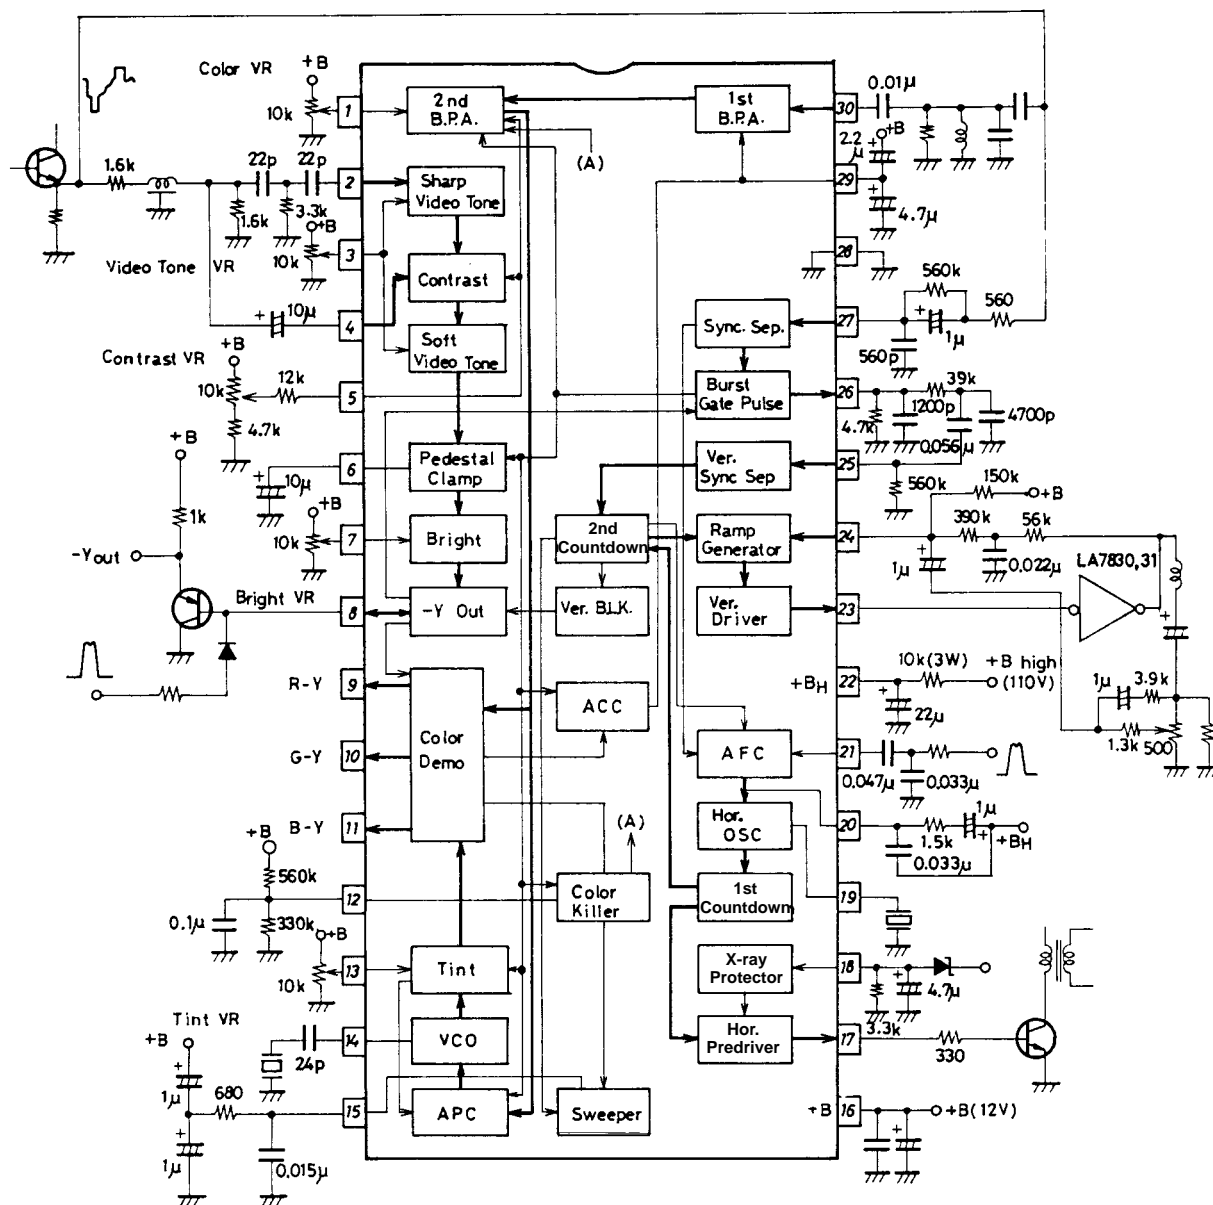 Color VR
+B
10k
1
2nd
B.P.A.
1st
B.P.A.
30
0.01µ
(A)
+B
2.2
µ
29
4.7µ
1.6k
22p
22p
2
Sharp
Video Tone
1.6k
3.3k
+B
10k
3
Video Tone VR
Contrast
28
10µ
4
Soft
Video Tone
Sync. Sep.
27
560k
560
1µ
560p
Contrast VR
+B
10k
12k
5
4.7k
Burst
Gate Pulse
26
39k
4.7k
1200p
4700p
0.056µ
+B
6
10µ
Pedestal
Clamp
Ver.
Sync Sep
25
560k
150k
+B
1k
+B
10k
7
Bright
2nd
Countdown
Ramp
Generator
24
390k
56k
1µ
0.022µ
LA7830,31
-Yout
Bright VR
8
-Y Out
Ver. B.L.K.
Ver.
Driver
23
R-Y
9
ACC
+BH
22
10k(3W)
+B high
(110V)
22µ
1µ
3.9k
1.3k
500
G-Y
10
Color
Demo
AFC
21
0.047µ
0.033µ
B-Y
11
(A)
Hor.
OSC
20
1µ
1.5k
+BH
0.033µ
+B
560k
12
Color
Killer
1st
Countdown
19
0.1µ
330k
+B
10k
13
Tint
X-ray
Protector
18
4.7µ
3.3k
Tint VR
+B
24p
14
VCO
Hor.
Predriver
17
330
1µ
680
15
APC
Sweeper
+B
16
+B(12V)
1µ
0.015µ